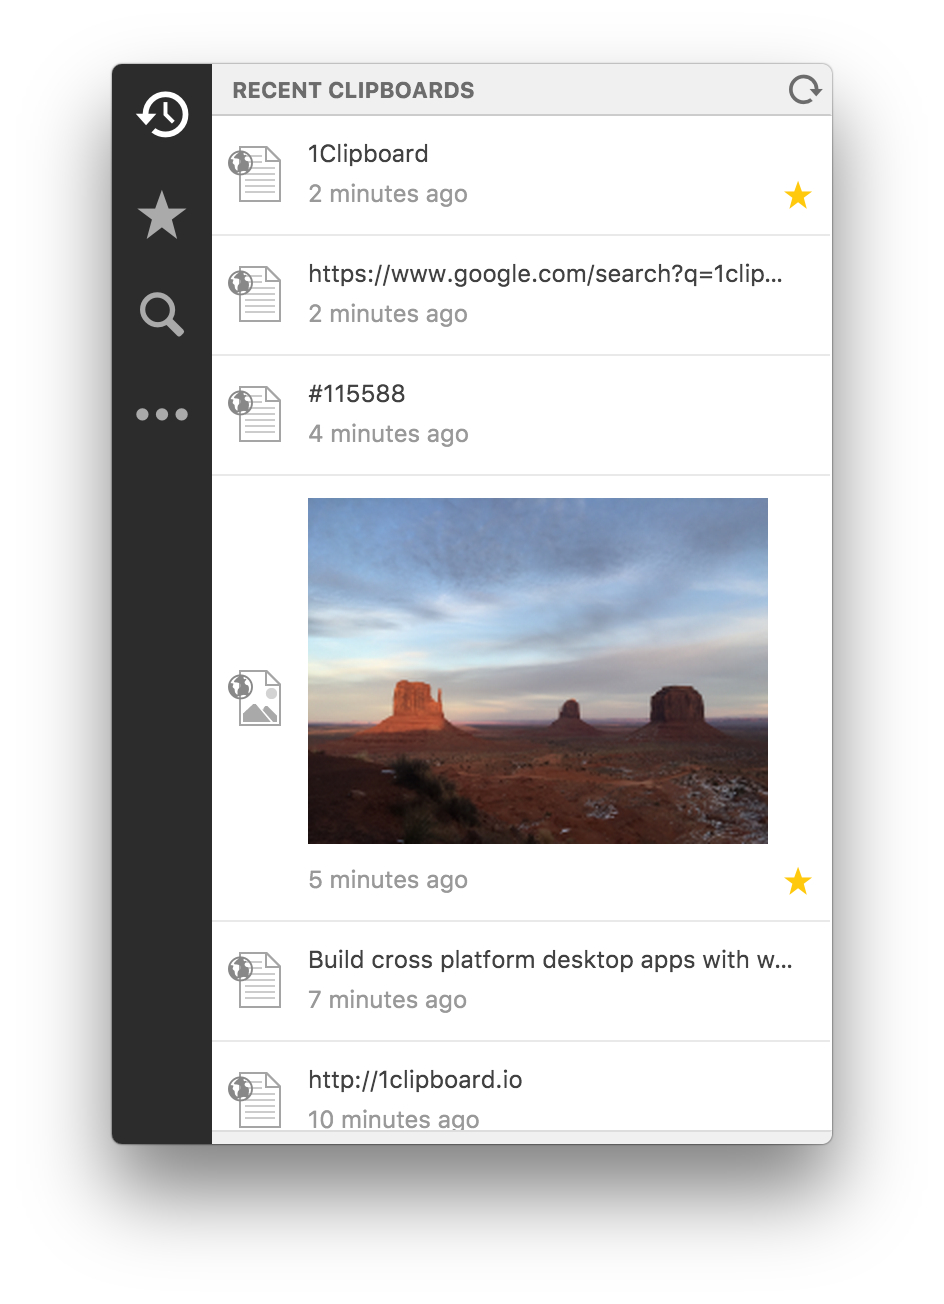 RECENT CLIPBOARDS
1Clipboard
2 minutes ago
https://www.google.com/search?q=1clip...
2 minutes ago
#115588
4 minutes ago
5 minutes ago
Build cross platform desktop apps with w...
7 minutes ago
http://1clipboard.io
10 minutes ago